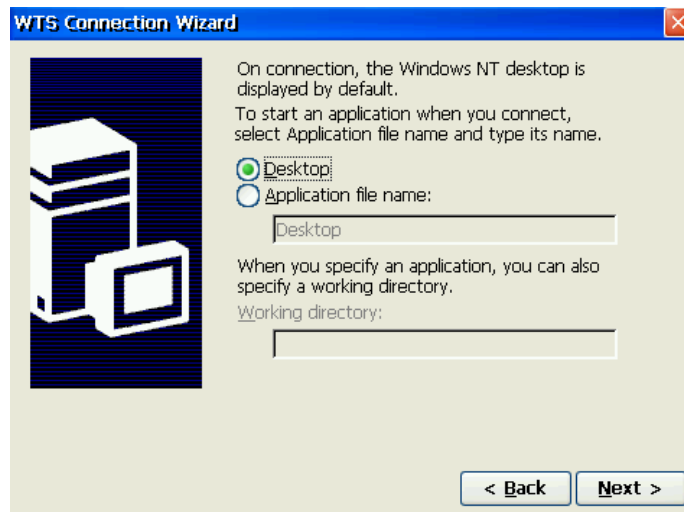 WTS Connection Wizard
On connection, the Windows NT desktop is
displayed by default.
To start an application when you connect,
select Application file name and type its name.
Desktop
Application file name:
Desktop
When you specify an application, you can also
specify a working directory.
Working directory:
< Back Next >